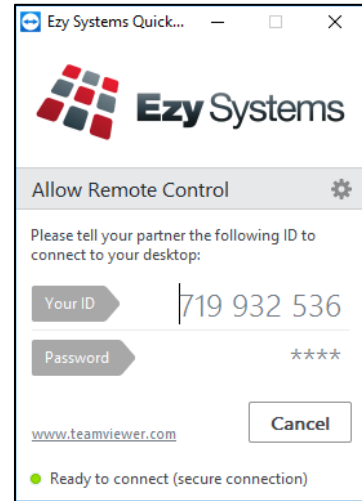 Ezy Systems Quick...
Ezy Systems
Allow Remote Control
Please tell your partner the following ID to
connect to your desktop:
Your ID 719 932 536
Password ****
www.teamviewer.com Cancel
Ready to connect (secure connection)